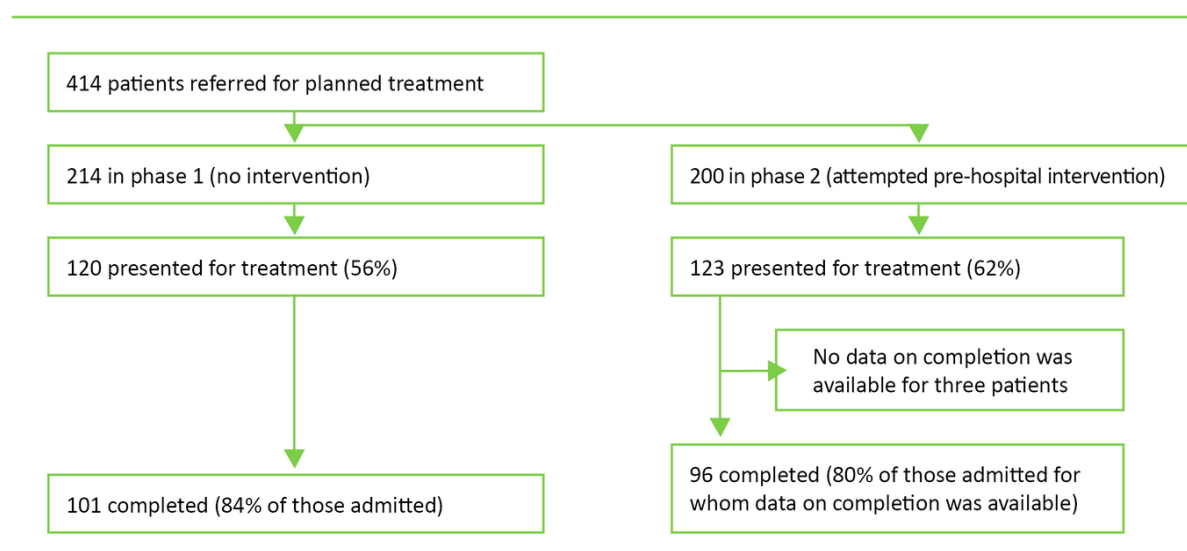 414 patients referred for planned treatment
214 in phase 1 (no intervention)
200 in phase 2 (attempted pre-hospital intervention)
120 presented for treatment (56%)
123 presented for treatment (62%)
No data on completion was
available for three patients
101 completed (84% of those admitted)
96 completed (80% of those admitted for
whom data on completion was available)